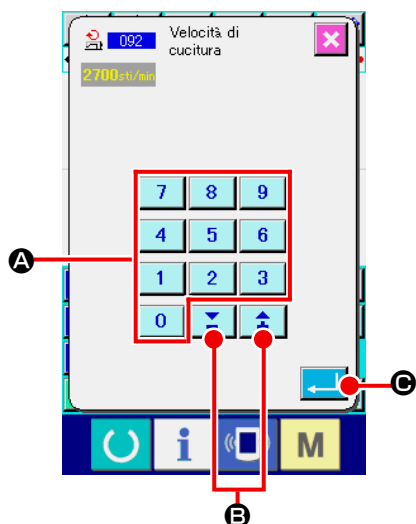 092 Velocità di
cucitura
2700sti/min
7 8 9
A
4 5 6
1 2 3
0
C
i M
B